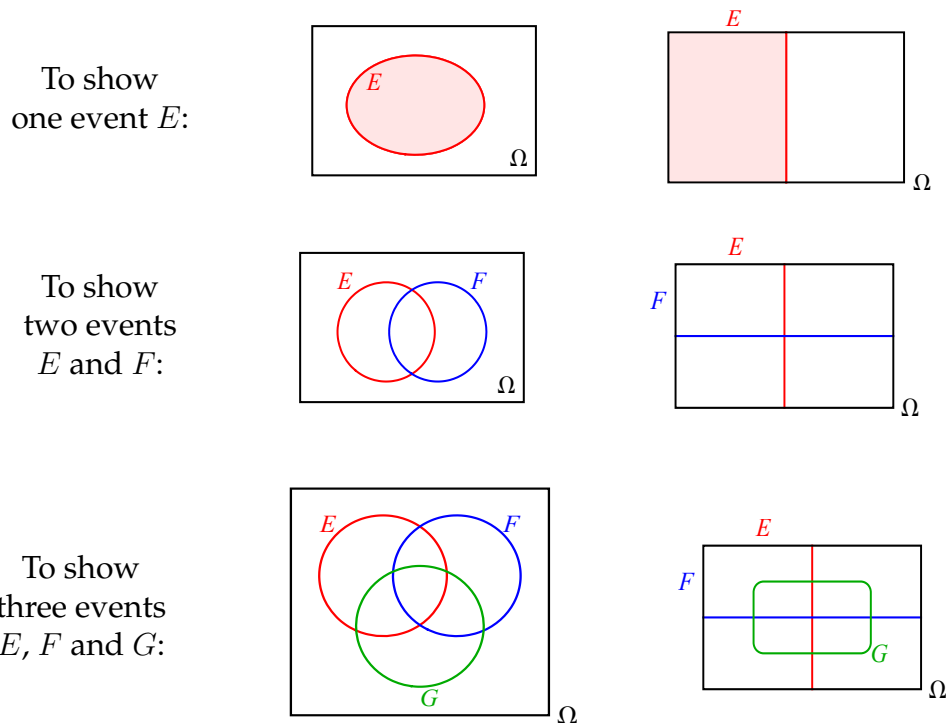 To show
one event E:
E
Ω
E
Ω
To show
two events
E and F:
E
F
Ω
E
F
Ω
To show
three events
E, F and G:
E
F
G
Ω
E
F
G
Ω